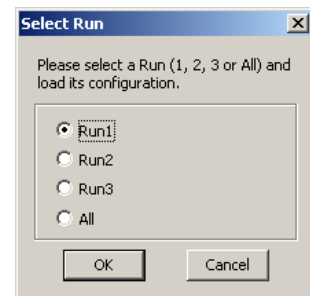 Select Run
Please select a Run (1, 2, 3 or All) and
load its configuration.
Run1
Run2
Run3
All
OK Cancel